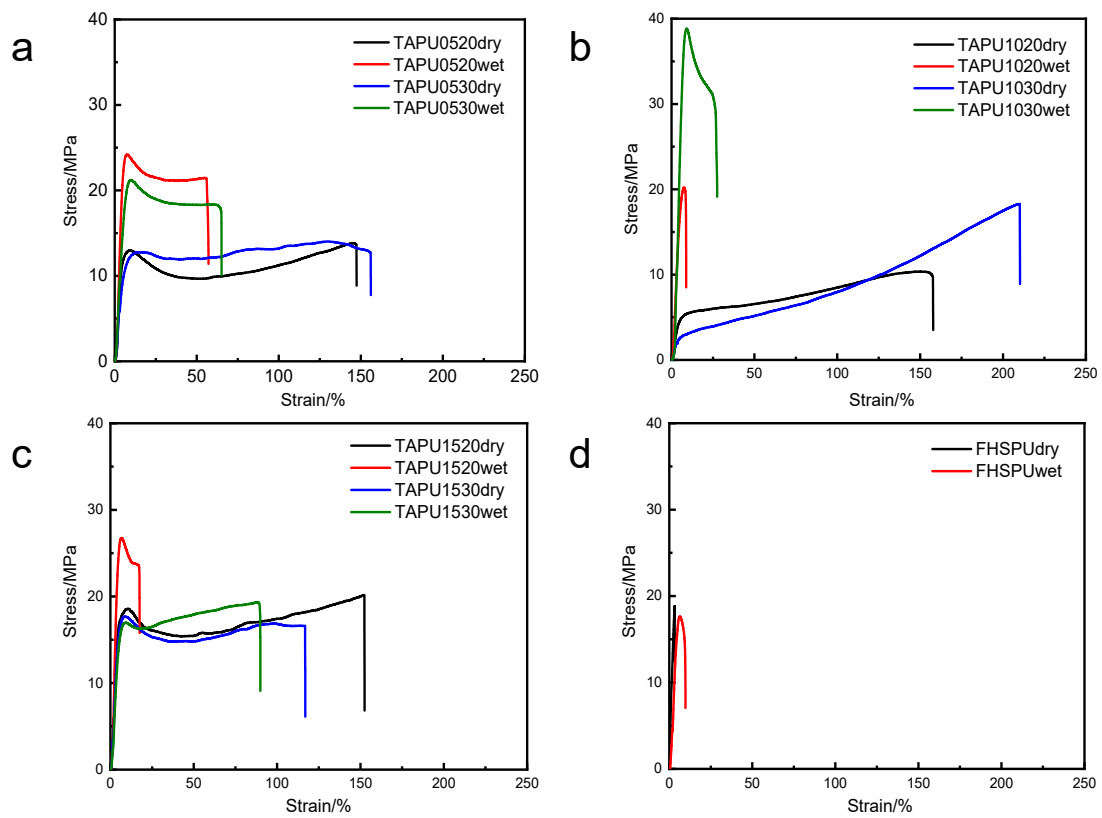 a
TAPU0520dry
TAPU0520wet
TAPU0530dry
TAPU0530wet
Stress/MPa
40
30
20
10
0
0 50 100 150 200 250
Strain/%
b
TAPU1020dry
TAPU1020wet
TAPU1030dry
TAPU1030wet
Stress/MPa
40
30
20
10
0
0 50 100 150 200 250
Strain/%
c
TAPU1520dry
TAPU1520wet
TAPU1530dry
TAPU1530wet
Stress/MPa
40
30
20
10
0
0 50 100 150 200 250
Strain/%
d
FHSPUdry
FHSPUwet
Stress/MPa
40
30
20
10
0
0 50 100 150 200 250
Strain/%